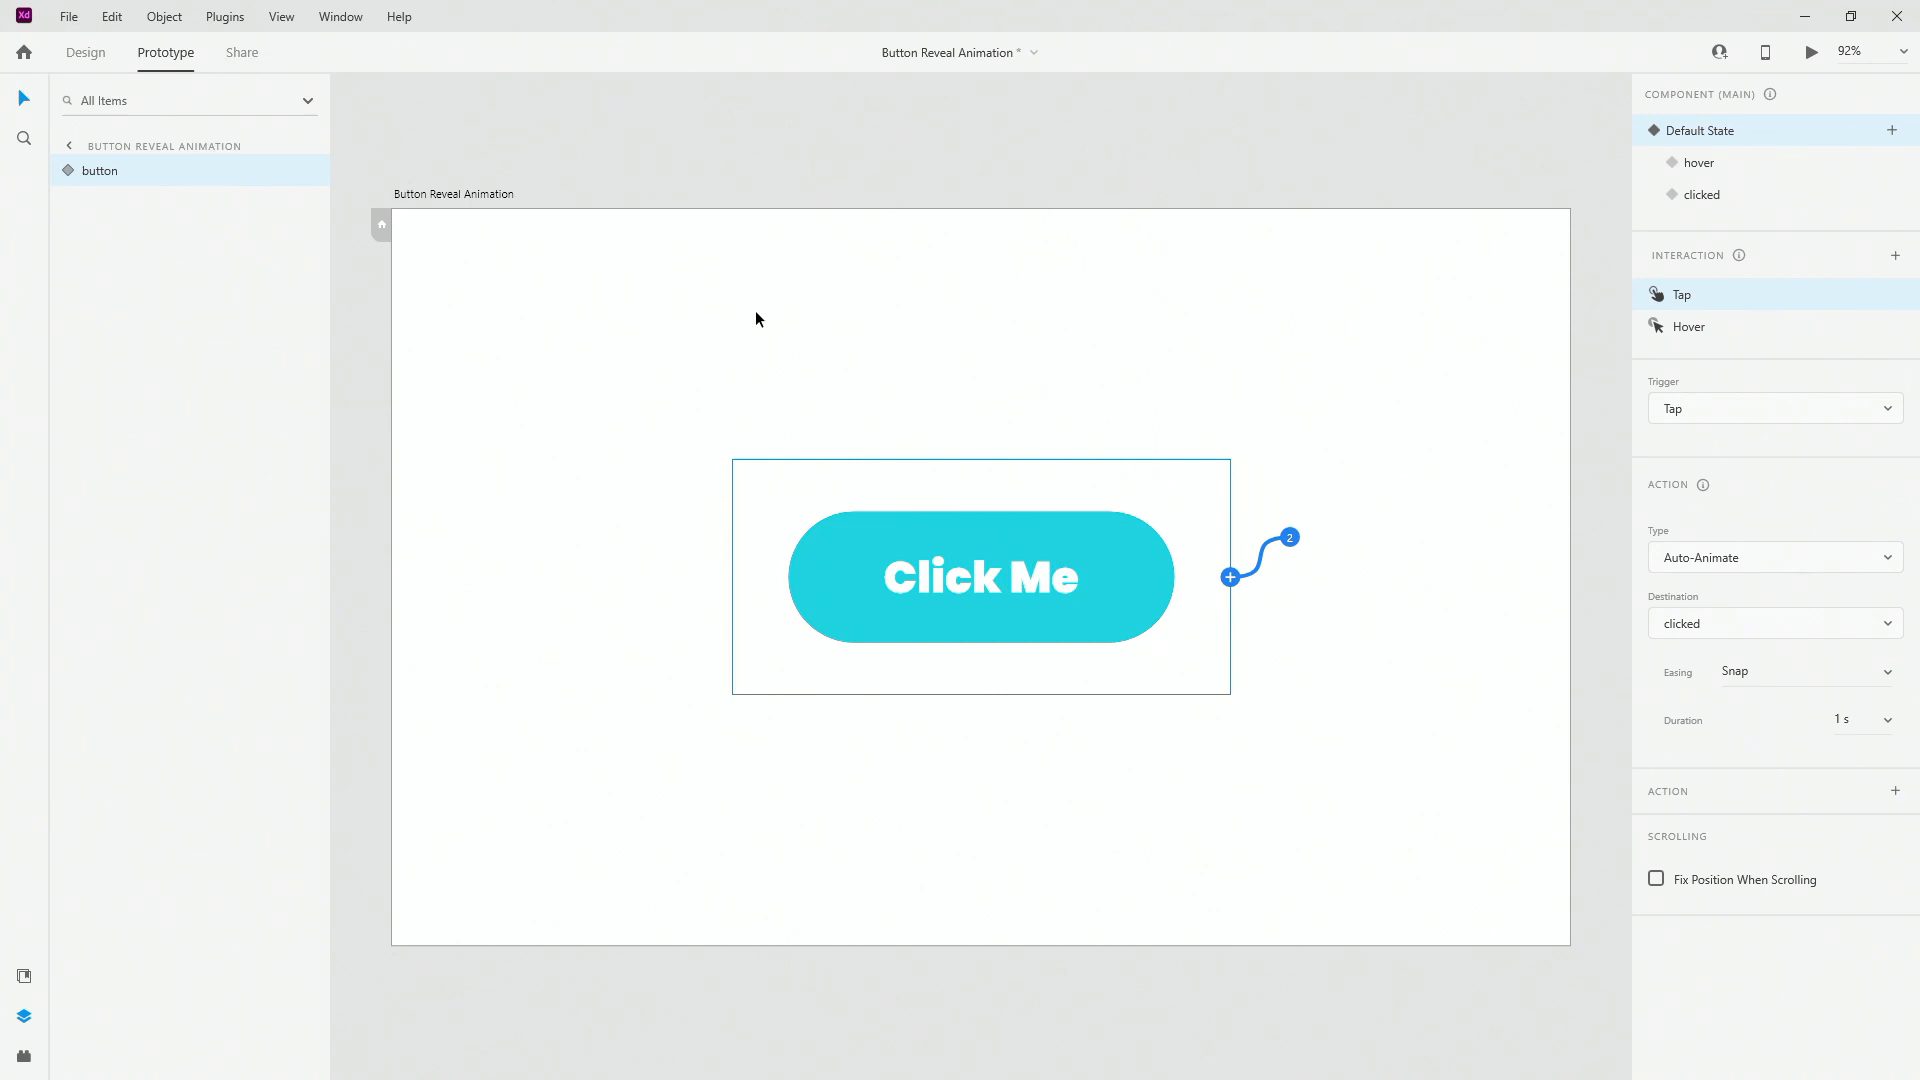 Xd File Edit Object Plugins View Window Help
Design Prototype Share Button Reveal Animation * 92%
All Items
BUTTON REVEAL ANIMATION
button
Button Reveal Animation
Click Me
2
COMPONENT (MAIN)
Default State
hover
clicked
INTERACTION
Tap
Hover
Trigger
Tap
ACTION
Type
Auto-Animate
Destination
clicked
Easing Snap
Duration 1 s
ACTION
SCROLLING
Fix Position When Scrolling